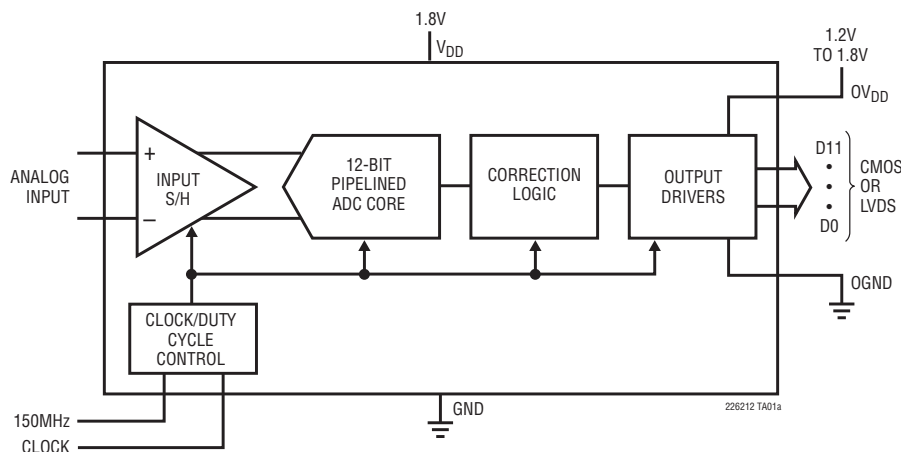 1.8V
VDD
1.2V
TO 1.8V
OVDD
ANALOG
INPUT
+
–
INPUT
S/H
12-BIT
PIPELINED
ADC CORE
CORRECTION
LOGIC
OUTPUT
DRIVERS
D11
•
•
•
D0
CMOS
OR
LVDS
OGND
CLOCK/DUTY
CYCLE
CONTROL
150MHz
CLOCK
GND
226212 TA01a